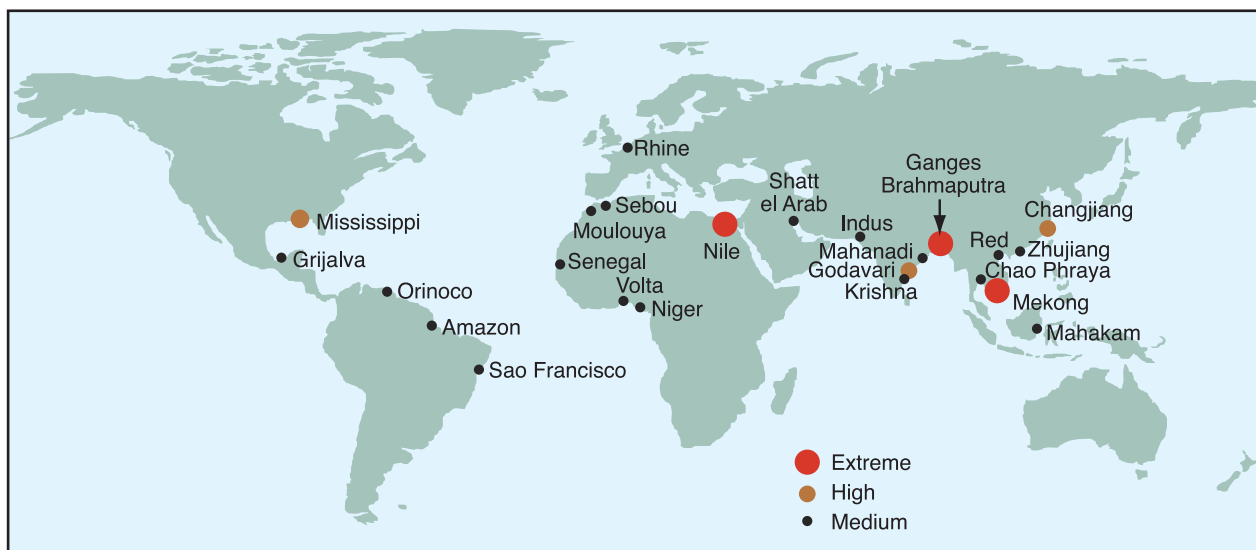 Rhine
Ganges
Brahmaputra
Shatt
el Arab
Changjiang
Sebou
Moulouya
Mississippi
Nile
Indus
Red
Zhujiang
Mahanadi
Grijalva
Senegal
Godavari
Chao Phraya
Krishna
Volta
Orinoco
Niger
Mekong
Amazon
Mahakam
Sao Francisco
Extreme
High
Medium